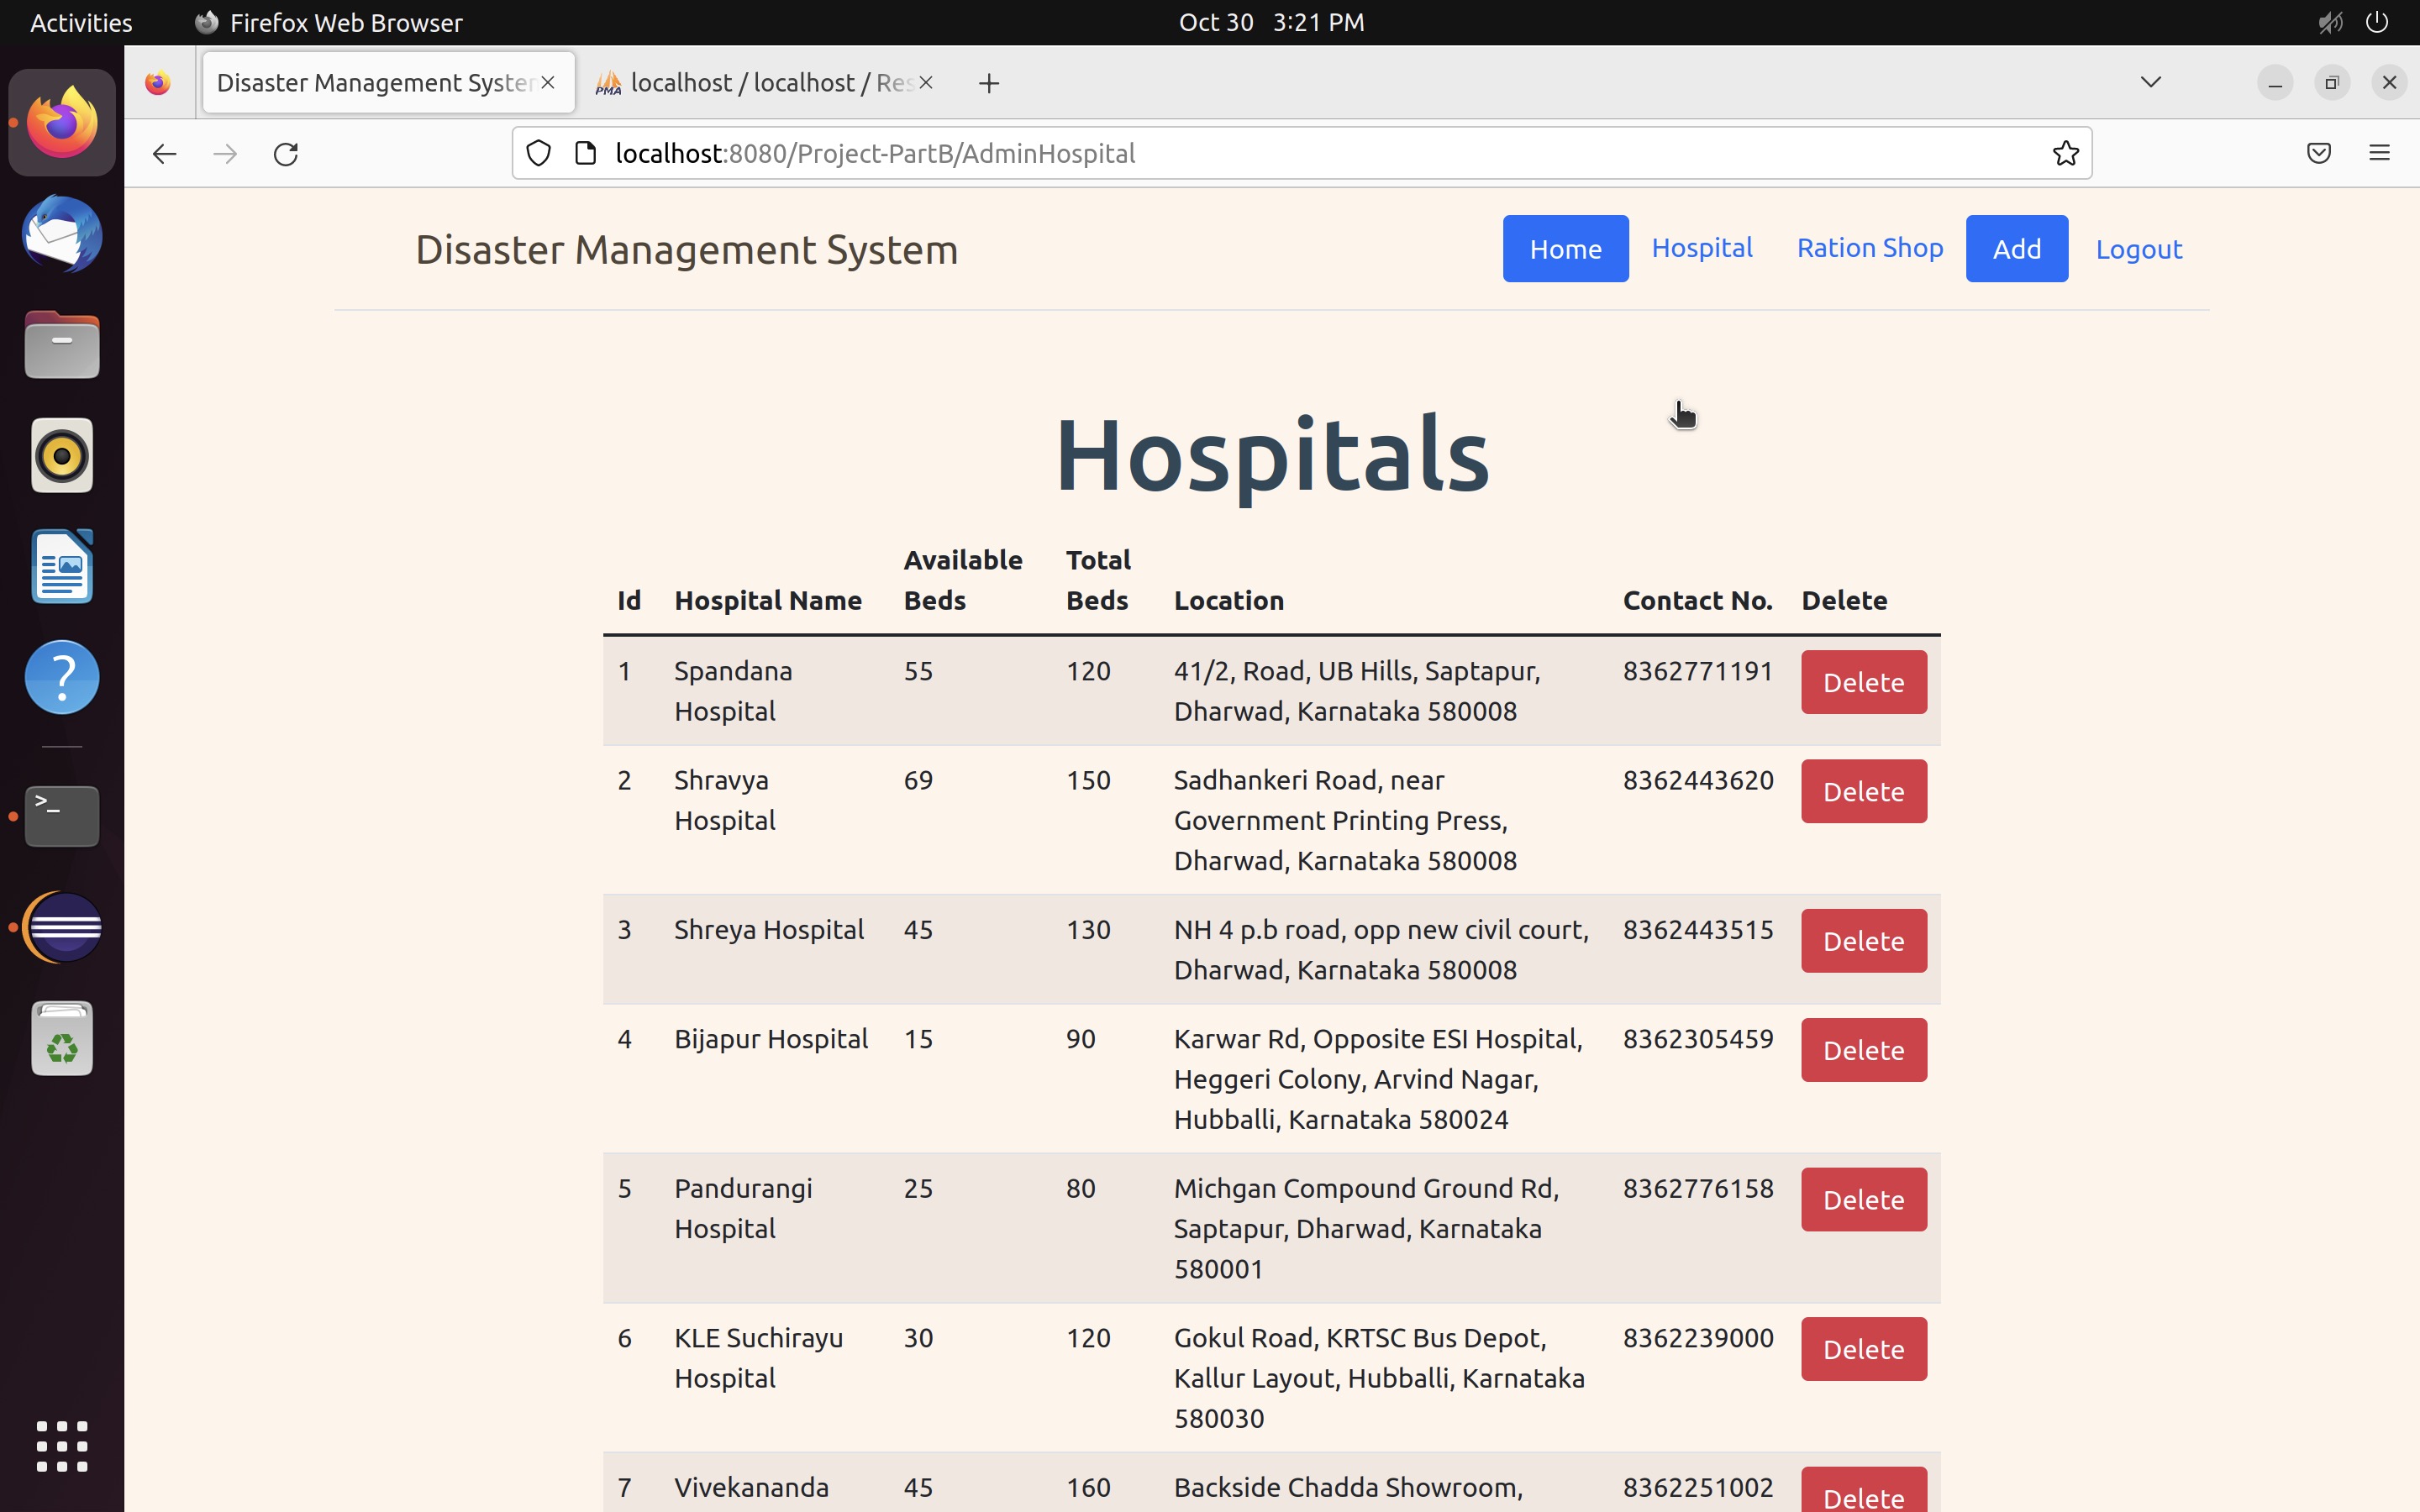 Activities Firefox Web Browser Oct 30 3:21 PM
Disaster Management System localhost / localhost / Res
localhost:8080/Project-PartB/AdminHospital
Disaster Management System Home Hospital Ration Shop Add Logout
Hospitals
Id Hospital Name Available Beds Total Beds Location Contact No. Delete
1 Spandana Hospital 55 120 41/2, Road, UB Hills, Saptapur, 8362771191 Delete
Dharwad, Karnataka 580008
2 Shravya Hospital 69 150 Sadhankeri Road, near 8362443620 Delete
Government Printing Press,
Dharwad, Karnataka 580008
3 Shreya Hospital 45 130 NH 4 p.b road, opp new civil court, 8362443515 Delete
Dharwad, Karnataka 580008
4 Bijapur Hospital 15 90 Karwar Rd, Opposite ESI Hospital, 8362305459 Delete
Heggeri Colony, Arvind Nagar,
Hubballi, Karnataka 580024
5 Pandurangi Hospital 25 80 Michgan Compound Ground Rd, 8362776158 Delete
Saptapur, Dharwad, Karnataka
580001
6 KLE Suchirayu Hospital 30 120 Gokul Road, KRTSC Bus Depot, 8362239000 Delete
Kallur Layout, Hubballi, Karnataka
580030
7 Vivekananda 45 160 Backside Chadda Showroom, 8362251002 Delete